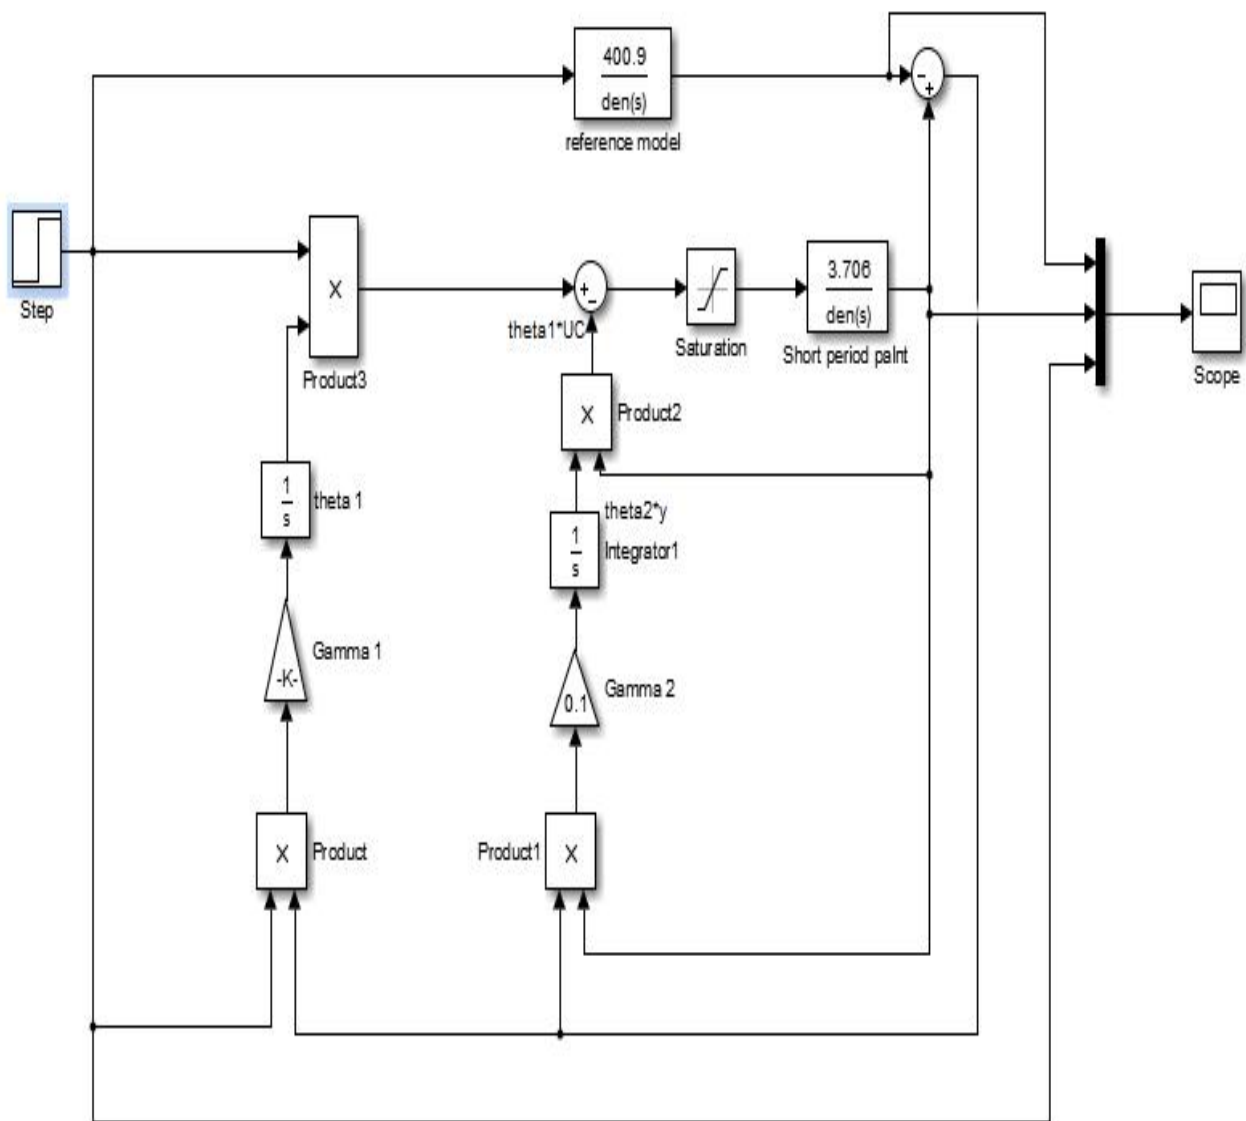 400.9
den(s)
reference model
-
+
Step
X
Product3
+
-
theta1*UC
Saturation
3.706
den(s)
Short period palnt
Scope
X
Product2
1
s
theta 1
theta2*y
1
s
Integrator1
Gamma 1
-K-
Gamma 2
0.1
X
Product
Product1
X